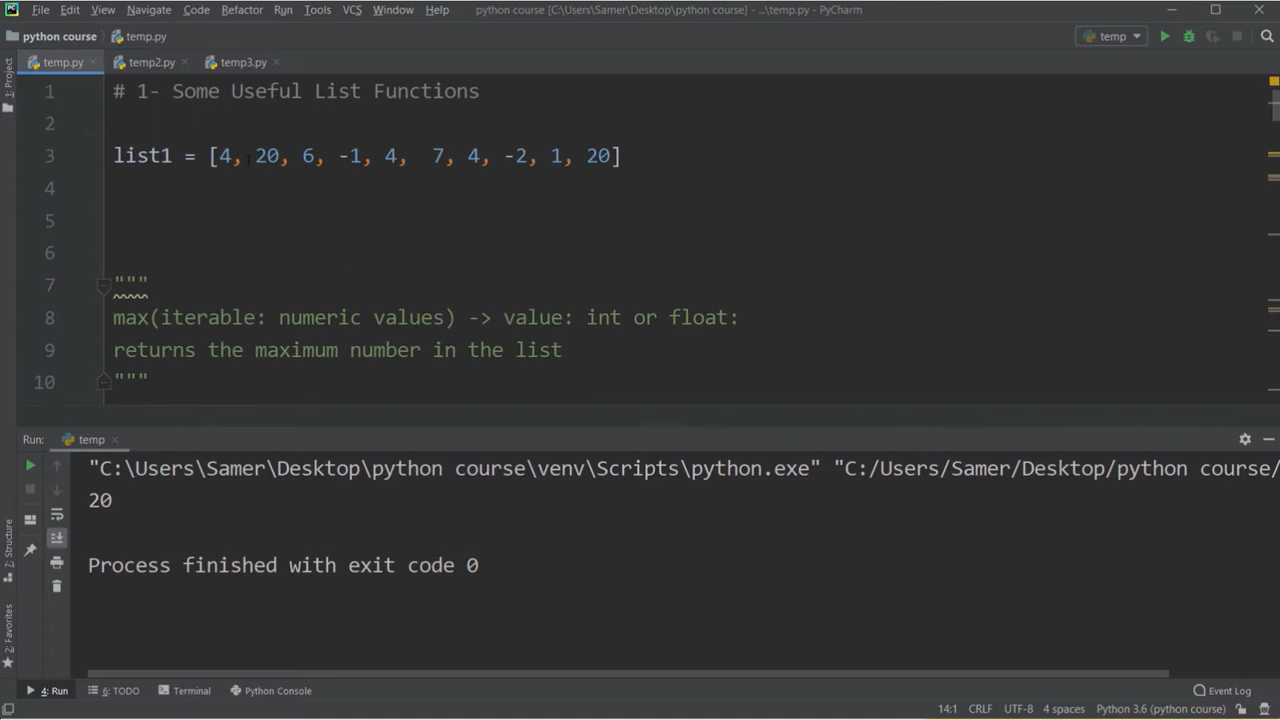 File Edit View Navigate Code Refactor Run Tools VCS Window Help python course [C:\Users\Samer\Desktop\python course] - ...\temp.py - PyCharm
python course temp.py temp
temp.py temp2.py temp3.py
1: Project
1 # 1- Some Useful List Functions
2
3 list1 = [4, 20, 6, -1, 4,  7, 4, -2, 1, 20]
4
5
6
7 """
8 max(iterable: numeric values) -> value: int or float:
9 returns the maximum number in the list
10 """
Run: temp
"C:\Users\Samer\Desktop\python course\venv\Scripts\python.exe" "C:/Users/Samer/Desktop/python course/
20
Process finished with exit code 0
7: Structure
2: Favorites
4: Run 6: TODO Terminal Python Console Event Log
14:1 CRLF UTF-8 4 spaces Python 3.6 (python course)